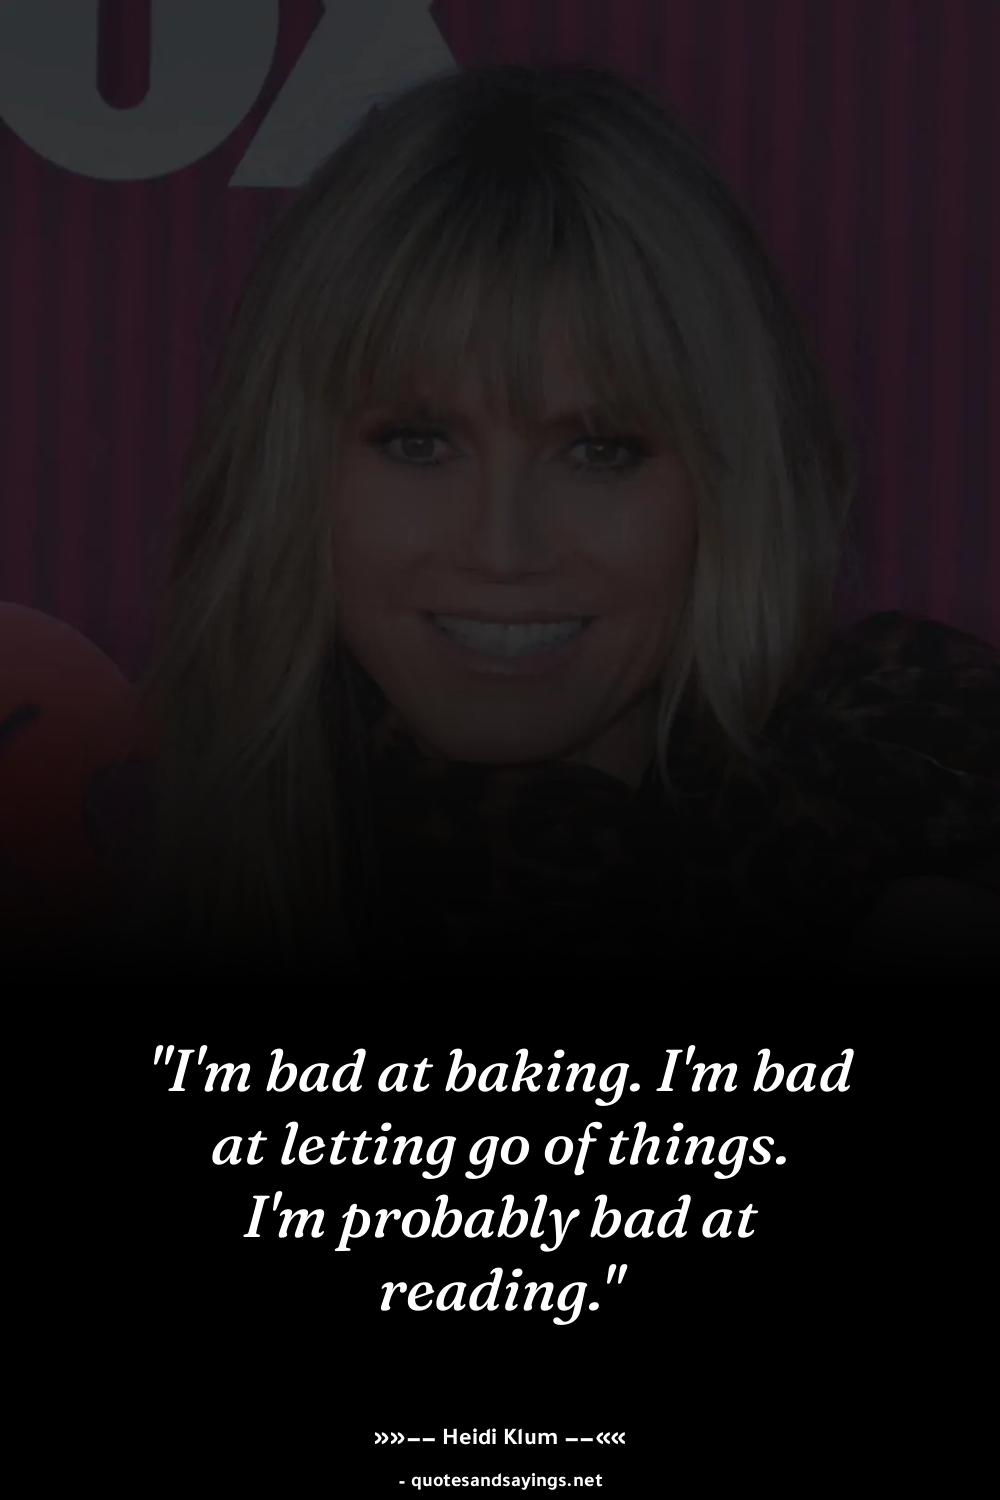 "I'm bad at baking. I'm bad
at letting go of things.
I'm probably bad at
reading."
»»−− Heidi Klum −−««
- quotesandsayings.net